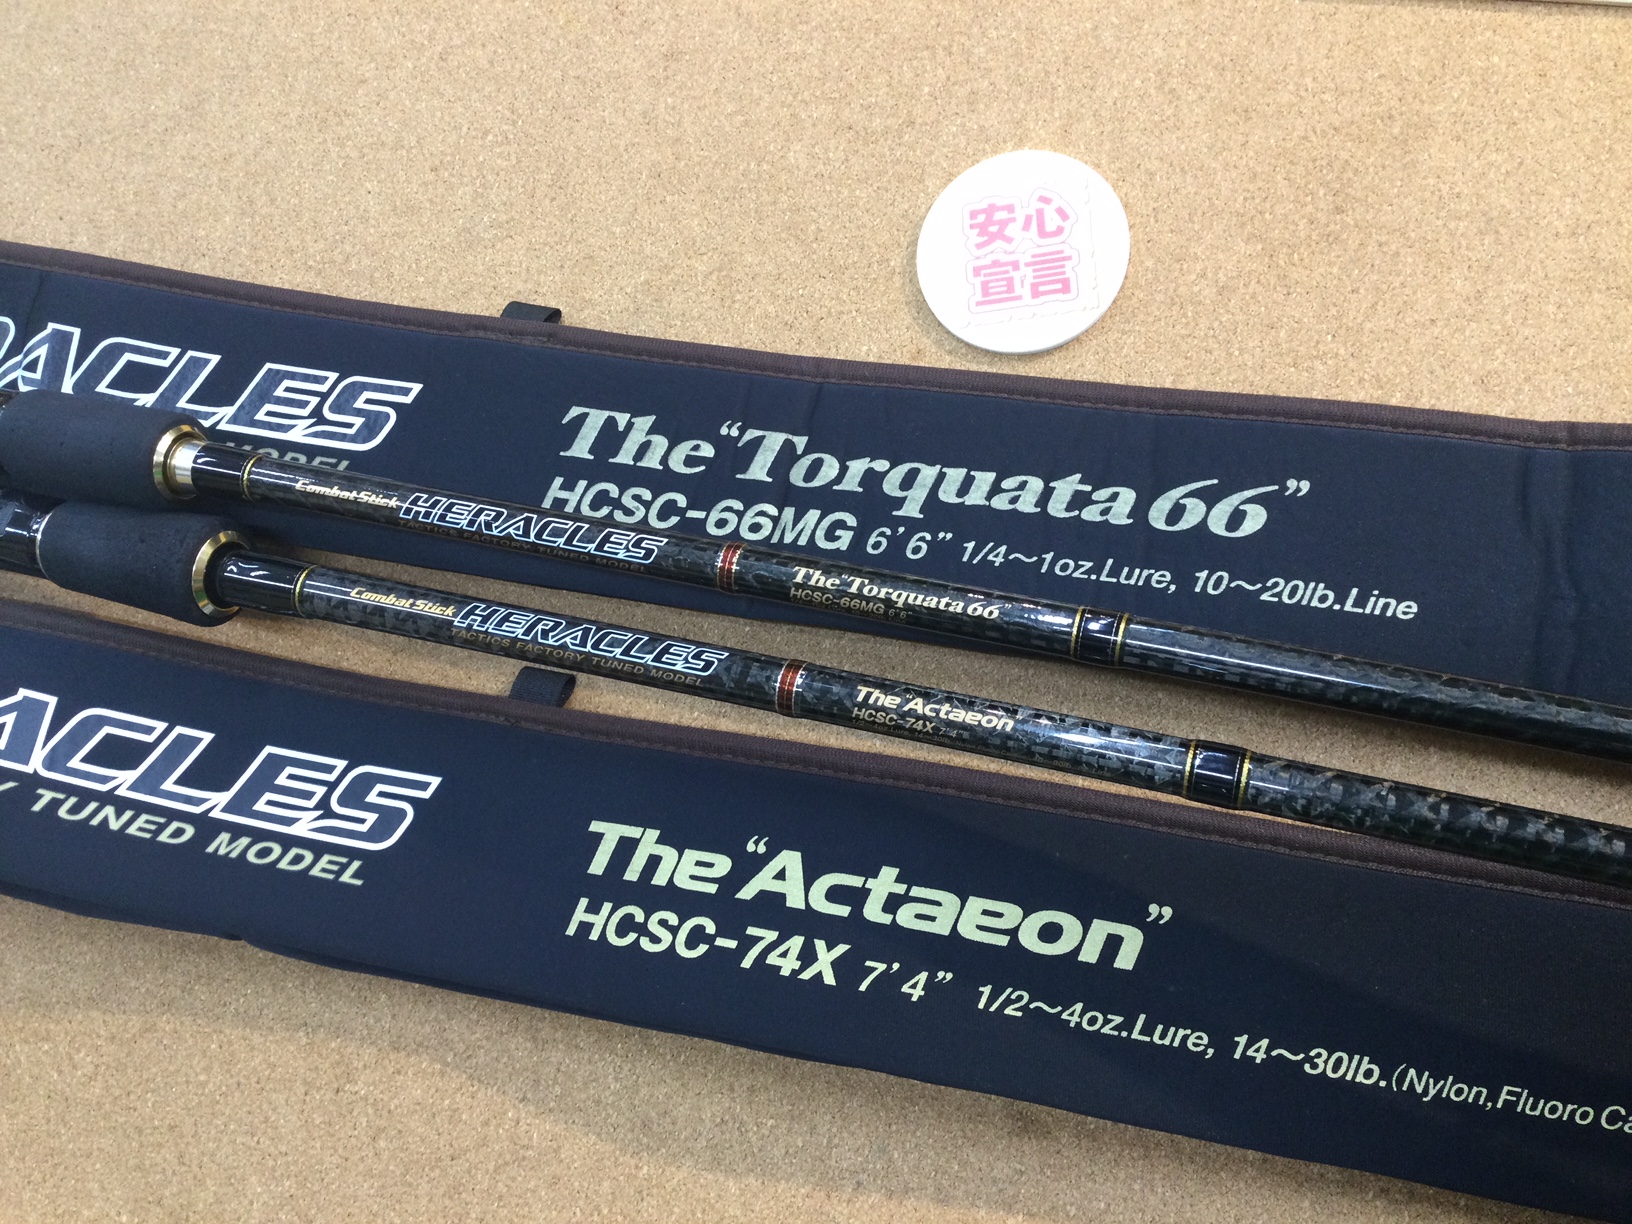 安心
宣言
RACLES
MODEL
The "Torquata 66"
HCSC-66MG 6'6" 1/4~1oz.Lure, 10~20lb.Line
Combat Stick HERACLES
TACTICS FACTORY TUNED MODEL
The "Torquata 66"
HCSC-66MG 6'6"
Combat Stick HERACLES
TACTICS FACTORY TUNED MODEL
The "Actaeon"
HCSC-74X 7'4"
ACLES
Y TUNED MODEL
The "Actaeon"
HCSC-74X 7'4" 1/2~4oz.Lure, 14~30lb.(Nylon,Fluoro Ca